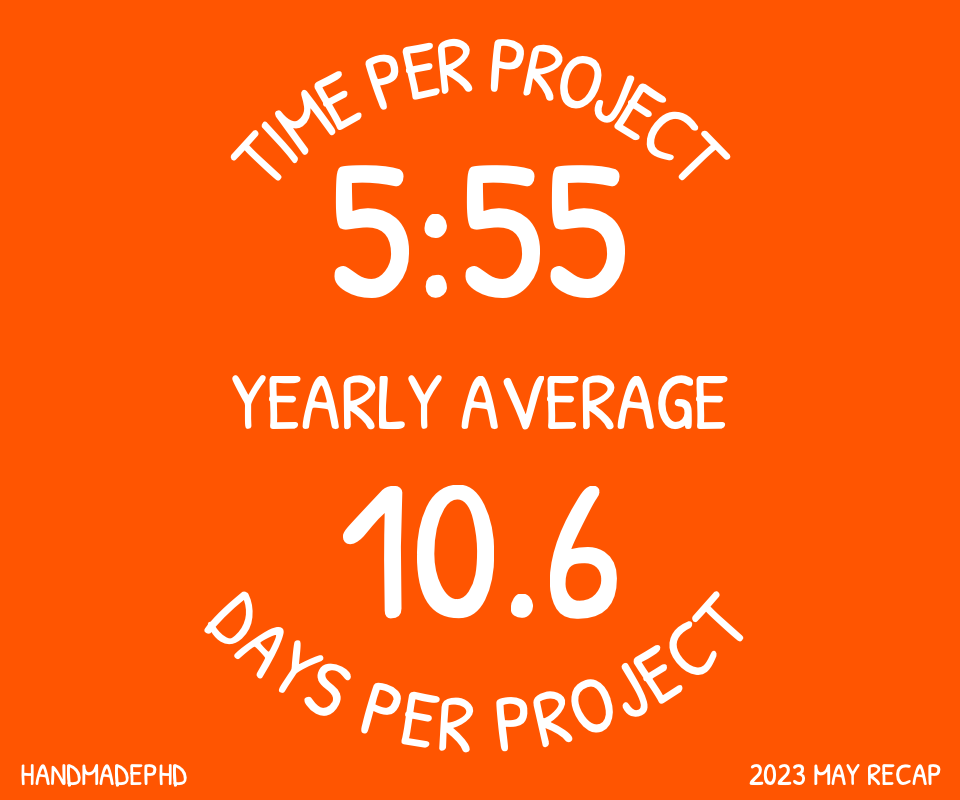 TIME PER PROJECT
5:55
YEARLY AVERAGE
10.6
DAYS PER PROJECT
HANDMADEPHD
2023 MAY RECAP